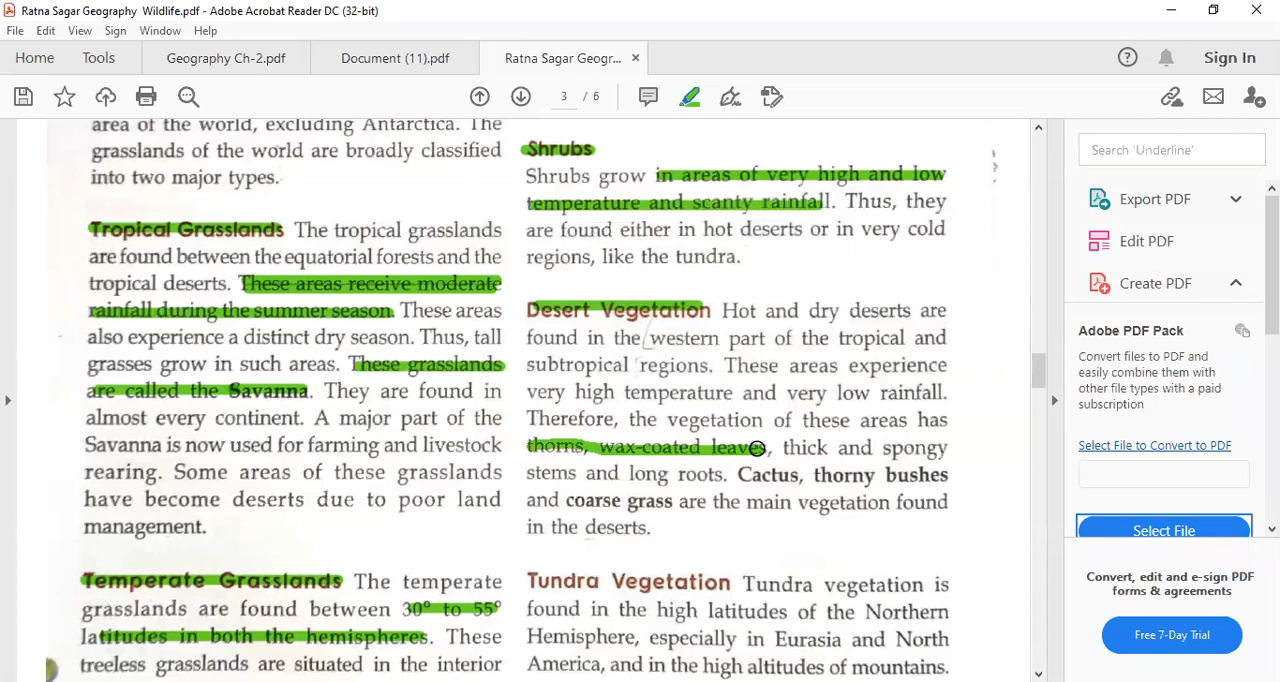 Ratna Sagar Geography Wildlife.pdf - Adobe Acrobat Reader DC (32-bit)
File Edit View Sign Window Help
Home Tools Geography Ch-2.pdf Document (11).pdf Ratna Sagar Geogr... × Sign In
3 / 6
area of the world, excluding Antarctica. The
grasslands of the world are broadly classified
into two major types.
Tropical Grasslands The tropical grasslands
are found between the equatorial forests and the
tropical deserts. These areas receive moderate
rainfall during the summer season. These areas
also experience a distinct dry season. Thus, tall
grasses grow in such areas. These grasslands
are called the Savanna. They are found in
almost every continent. A major part of the
Savanna is now used for farming and livestock
rearing. Some areas of these grasslands
have become deserts due to poor land
management.
Temperate Grasslands The temperate
grasslands are found between 30° to 55°
latitudes in both the hemispheres. These
treeless grasslands are situated in the interior
Shrubs
Shrubs grow in areas of very high and low
temperature and scanty rainfall. Thus, they
are found either in hot deserts or in very cold
regions, like the tundra.
Desert Vegetation Hot and dry deserts are
found in the western part of the tropical and
subtropical regions. These areas experience
very high temperature and very low rainfall.
Therefore, the vegetation of these areas has
thorns, wax-coated leaves, thick and spongy
stems and long roots. Cactus, thorny bushes
and coarse grass are the main vegetation found
in the deserts.
Tundra Vegetation Tundra vegetation is
found in the high latitudes of the Northern
Hemisphere, especially in Eurasia and North
America, and in the high altitudes of mountains.
Search 'Underline'
Export PDF
Edit PDF
Create PDF
Adobe PDF Pack
Convert files to PDF and
easily combine them with
other file types with a paid
subscription
Select File to Convert to PDF
Select File
Convert, edit and e-sign PDF
forms & agreements
Free 7-Day Trial